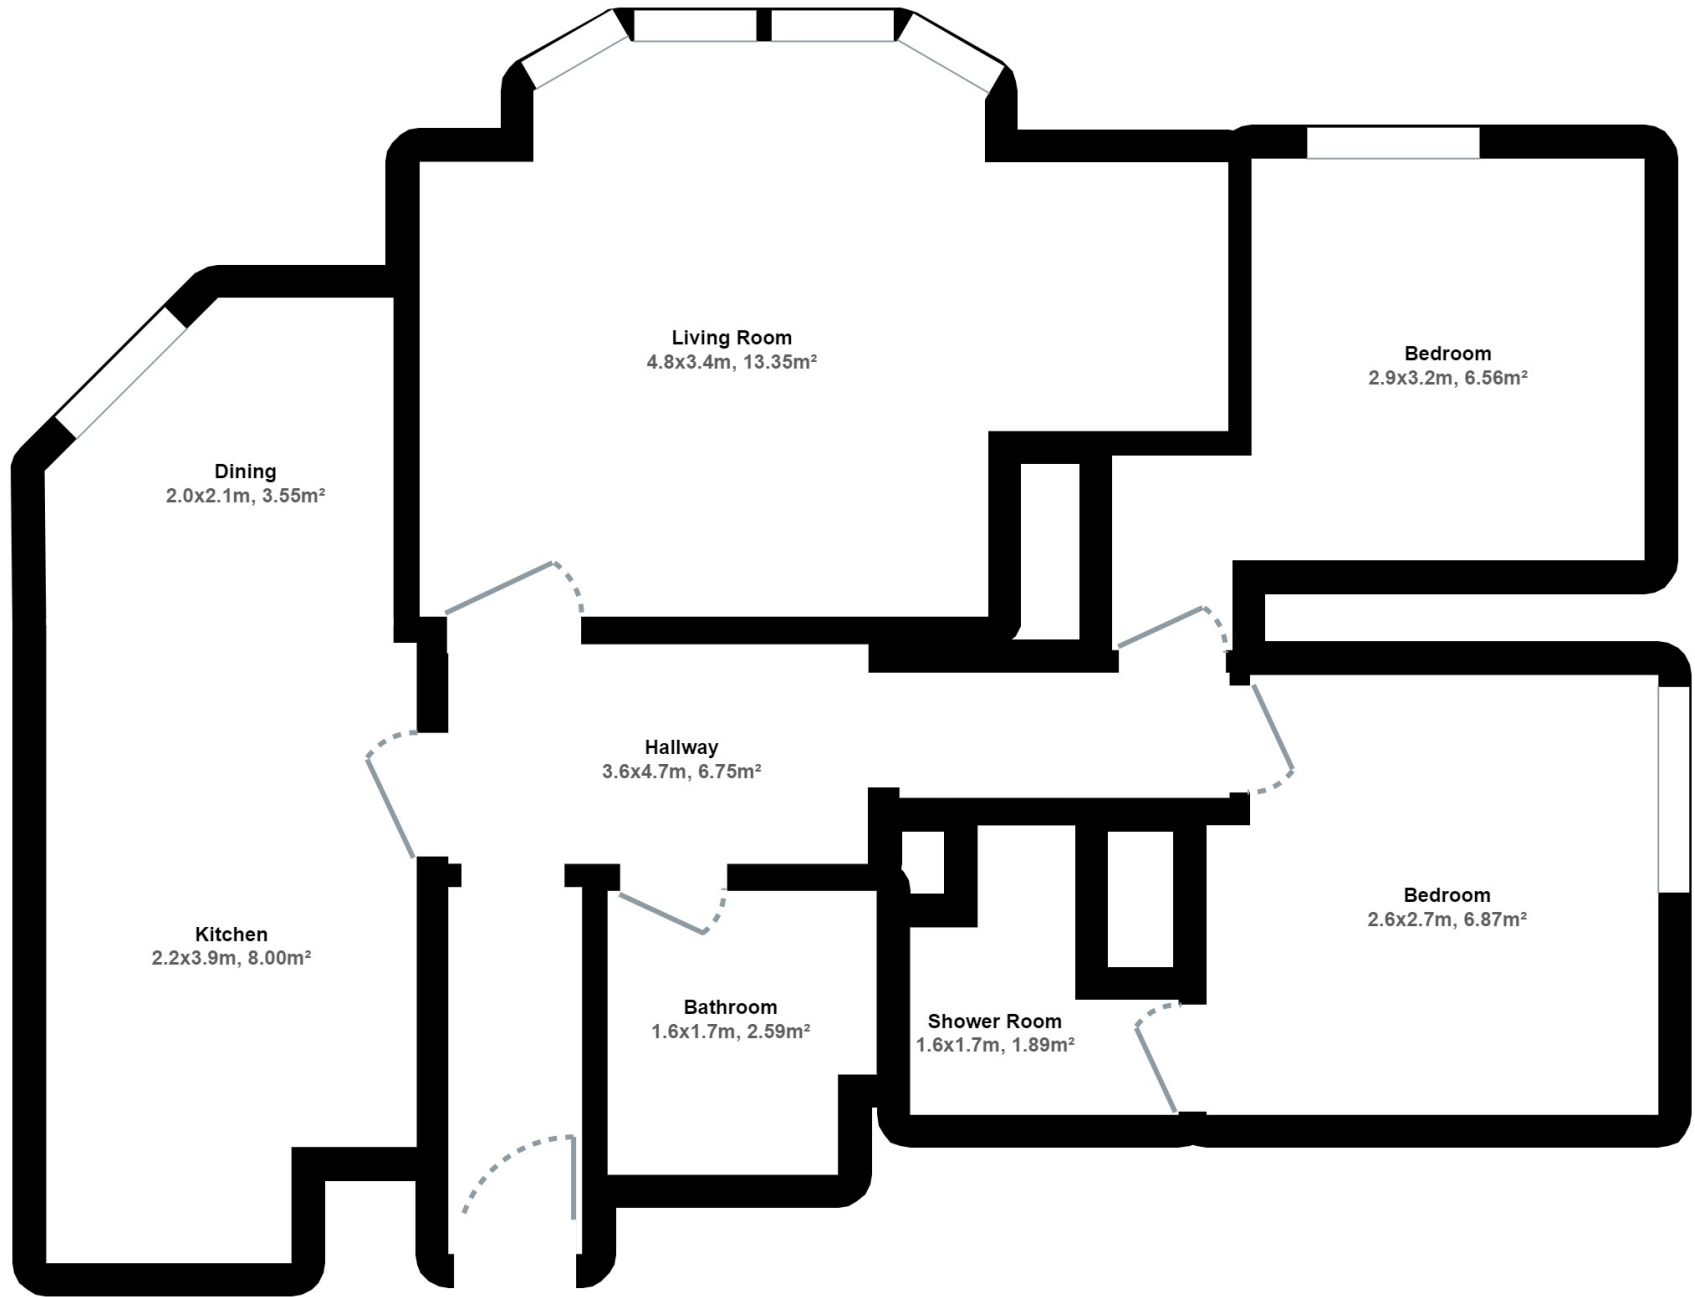 Living Room
4.8x3.4m, 13.35m²
Bedroom
2.9x3.2m, 6.56m²
Dining
2.0x2.1m, 3.55m²
Hallway
3.6x4.7m, 6.75m²
Bedroom
2.6x2.7m, 6.87m²
Kitchen
2.2x3.9m, 8.00m²
Bathroom
1.6x1.7m, 2.59m²
Shower Room
1.6x1.7m, 1.89m²